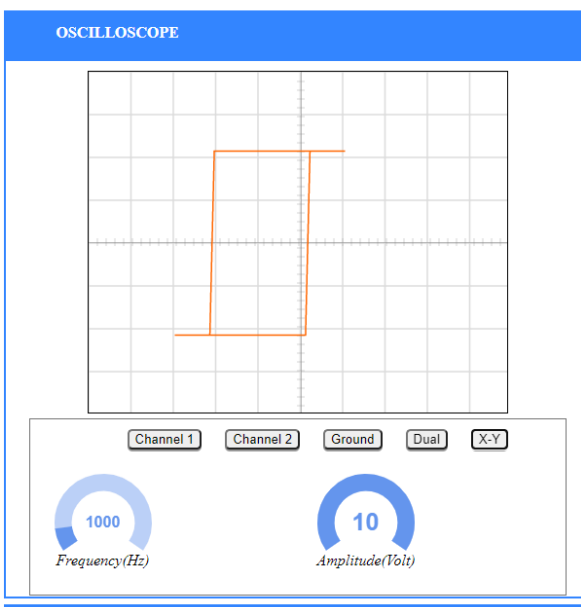 OSCILLOSCOPE
Channel 1 Channel 2 Ground Dual X-Y
1000 10
Frequency(Hz) Amplitude(Volt)